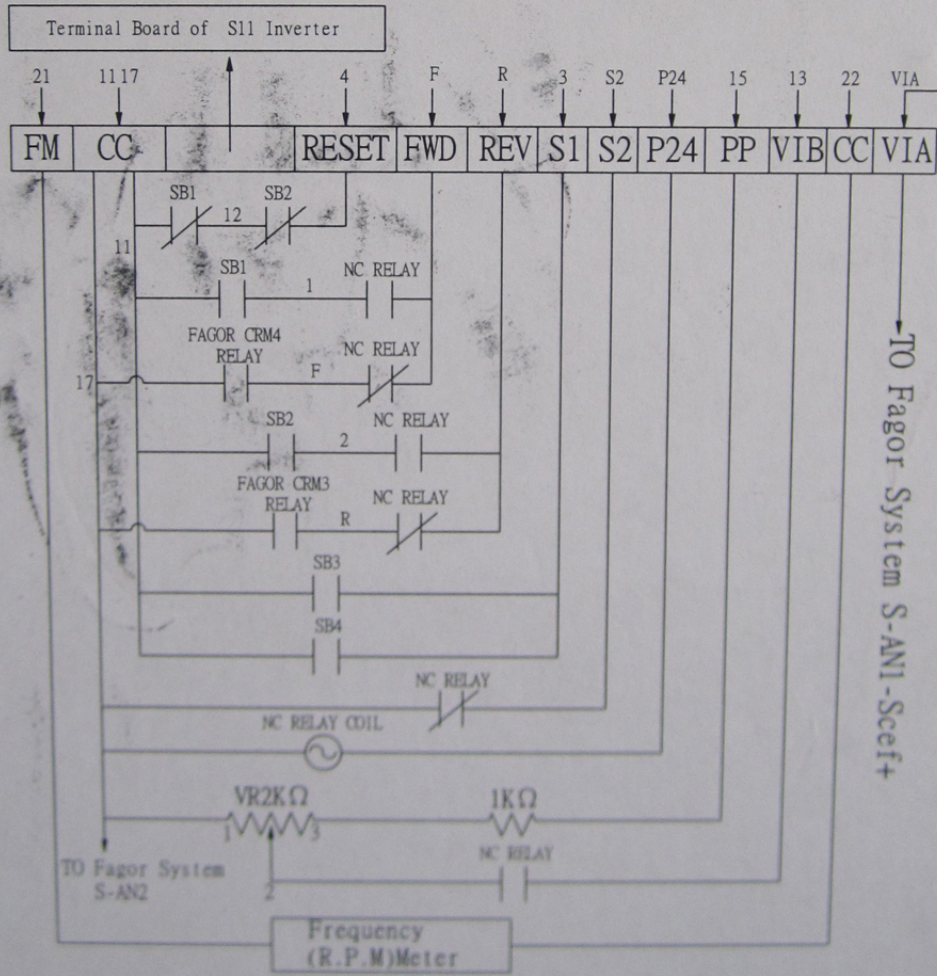 Terminal Board of S11 Inverter
21 11 17 4 F R 3 S2 P24 15 13 22 VIA
FM CC RESET FWD REV S1 S2 P24 PP VIB CC VIA
SB1 12 SB2
11
SB1 1 NC RELAY
FAGOR CRM4
RELAY
17 F NC RELAY
SB2 2 NC RELAY
FAGOR CRM3
RELAY
R NC RELAY
SB3
SB4
NC RELAY
NC RELAY COIL
VR2KΩ 1KΩ
1 3
NC RELAY
2
TO Fagor System
S-AN2
Frequency
(R.P.M)Meter
TO Fagor System S-AN1-Scef+